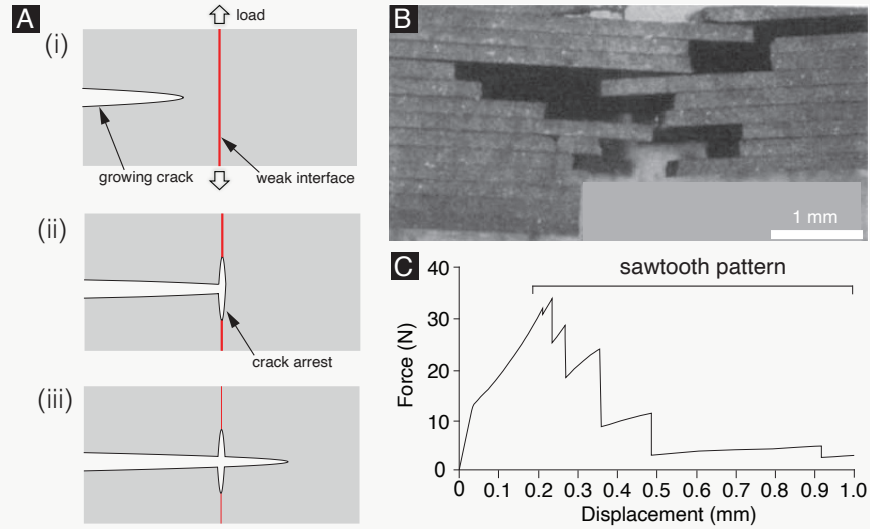 A
(i)
load
growing crack
weak interface
(ii)
crack arrest
(iii)
B
1 mm
C
sawtooth pattern
Force (N)
40
30
20
10
0
0 0.1 0.2 0.3 0.4 0.5 0.6 0.7 0.8 0.9 1.0
Displacement (mm)